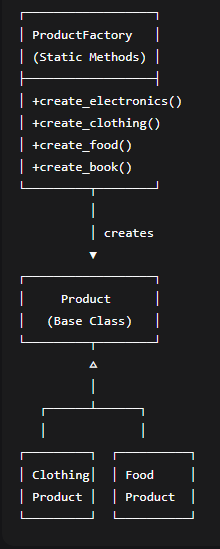 ProductFactory
(Static Methods)
+create_electronics()
+create_clothing()
+create_food()
+create_book()
creates
Product
(Base Class)
Clothing Food
Product Product